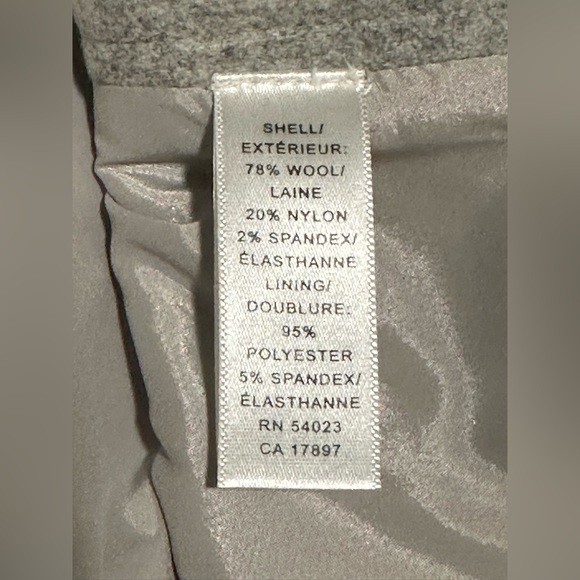 SHELL/
EXTÉRIEUR:
78% WOOL/
LAINE
20% NYLON
2% SPANDEX/
ÉLASTHANNE
LINING/
DOUBLURE:
95%
POLYESTER
5% SPANDEX/
ÉLASTHANNE
RN 54023
CA 17897